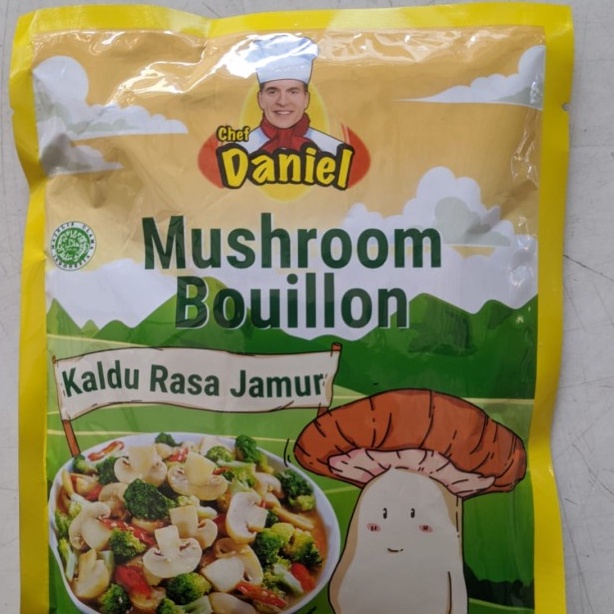 Chef
Daniel
Mushroom
Bouillon
Kaldu Rasa Jamur